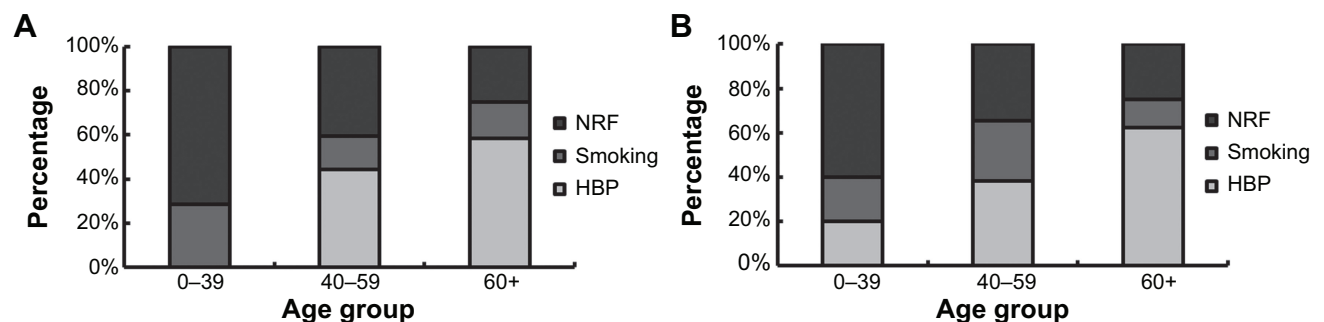 A
Percentage
100%
80%
60%
40%
20%
0%
0–39
40–59
60+
Age group
NRF
Smoking
HBP
B
Percentage
100%
80%
60%
40%
20%
0%
0–39
40–59
60+
Age group
NRF
Smoking
HBP